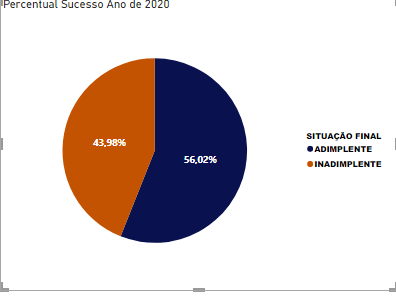 Percentual Sucesso Ano de 2020
43,98%
56,02%
SITUAÇÃO FINAL
ADIMPLENTE
INADIMPLENTE